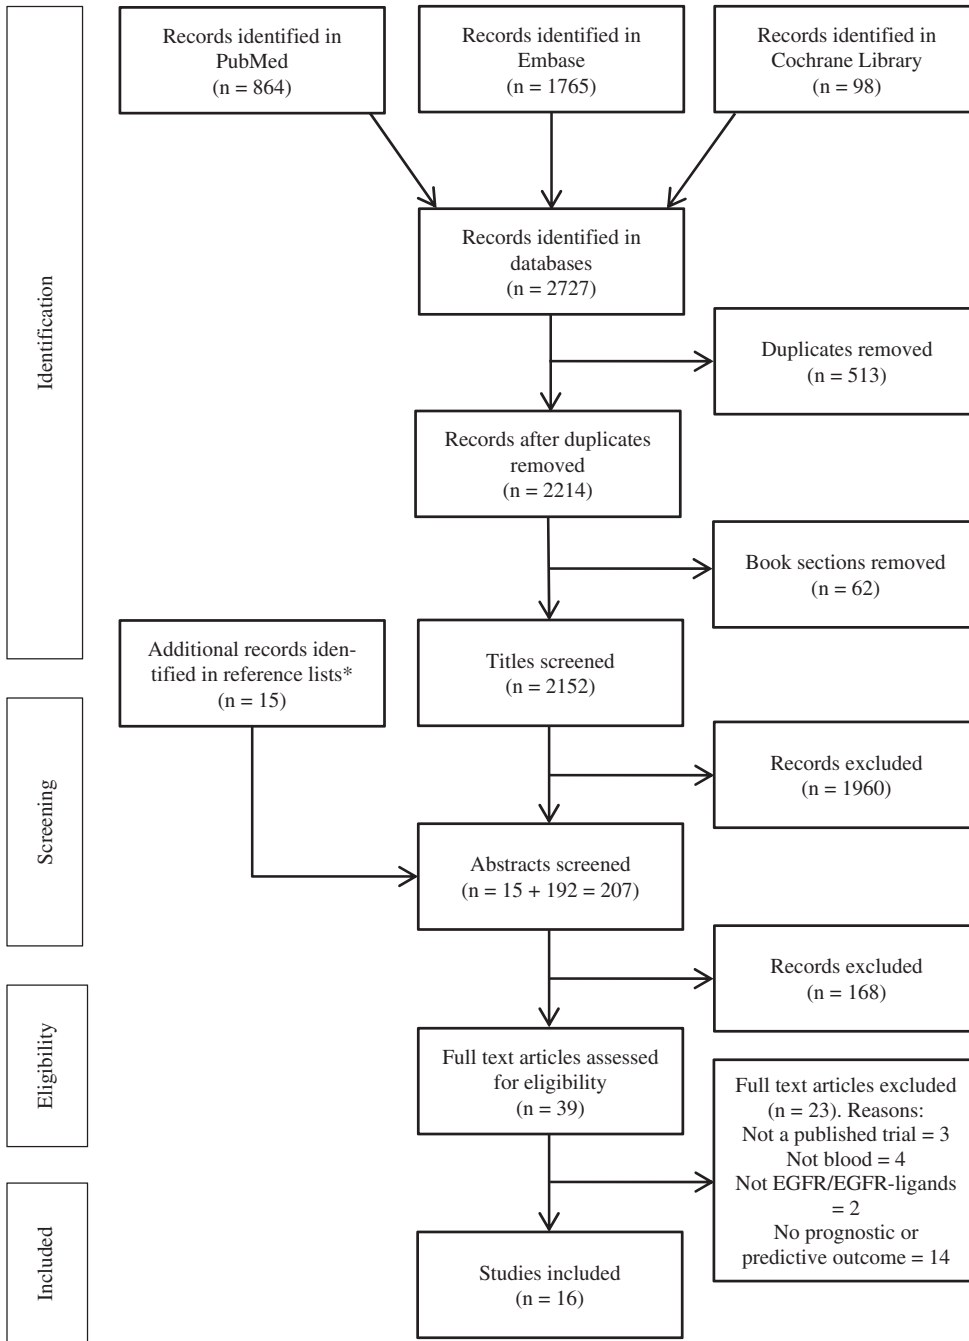 Identification
Screening
Eligibility
Included
Records identified in
PubMed
(n = 864)
Records identified in
Embase
(n = 1765)
Records identified in
Cochrane Library
(n = 98)
Records identified in
databases
(n = 2727)
Duplicates removed
(n = 513)
Records after duplicates
removed
(n = 2214)
Book sections removed
(n = 62)
Additional records iden-
tified in reference lists*
(n = 15)
Titles screened
(n = 2152)
Records excluded
(n = 1960)
Abstracts screened
(n = 15 + 192 = 207)
Records excluded
(n = 168)
Full text articles assessed
for eligibility
(n = 39)
Full text articles excluded
(n = 23). Reasons:
Not a published trial = 3
Not blood = 4
Not EGFR/EGFR-ligands
= 2
No prognostic or
predictive outcome = 14
Studies included
(n = 16)